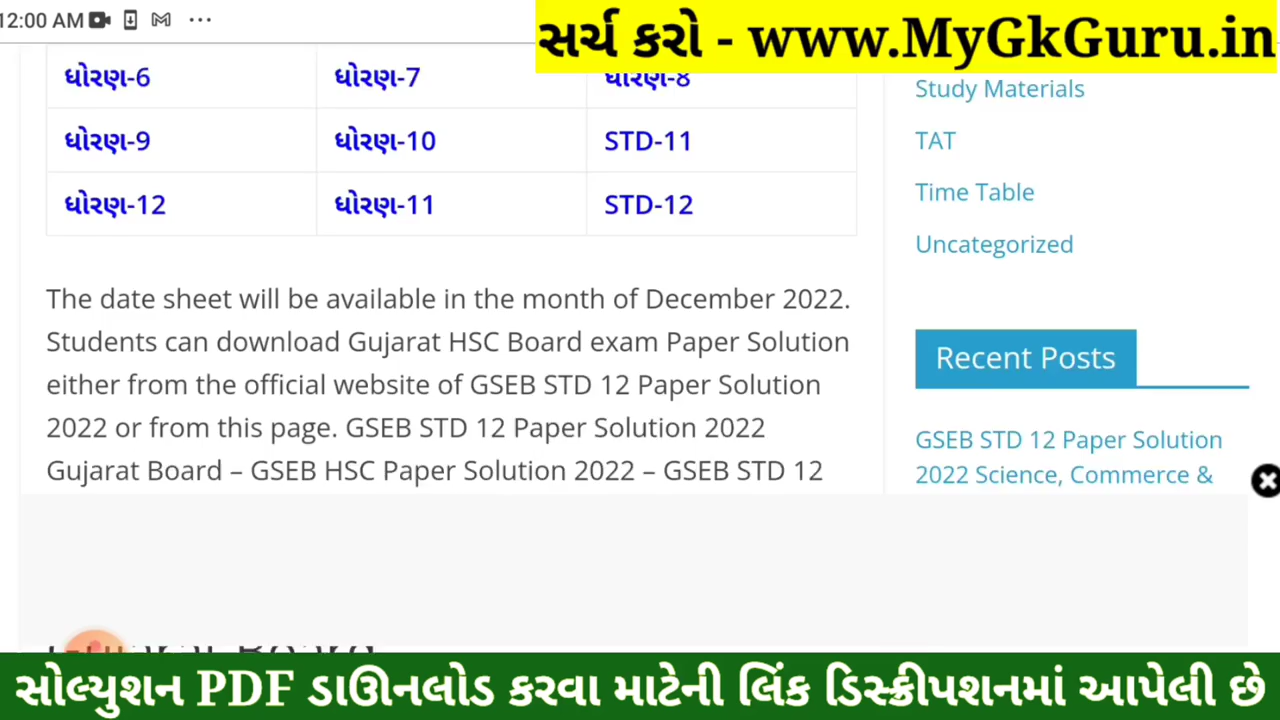 12:00 AM
સર્ચ કરો - www.MyGkGuru.in
ધોરણ-6 ધોરણ-7 ધોરણ-8
ધોરણ-9 ધોરણ-10 STD-11
ધોરણ-12 ધોરણ-11 STD-12
The date sheet will be available in the month of December 2022.
Students can download Gujarat HSC Board exam Paper Solution
either from the official website of GSEB STD 12 Paper Solution
2022 or from this page. GSEB STD 12 Paper Solution 2022
Gujarat Board – GSEB HSC Paper Solution 2022 – GSEB STD 12
Study Materials
TAT
Time Table
Uncategorized
Recent Posts
GSEB STD 12 Paper Solution
2022 Science, Commerce &
Gujarat Board
સોલ્યુશન PDF ડાઊનલોડ કરવા માટેની લિંક ડિસ્ક્રીપશનમાં આપેલી છે